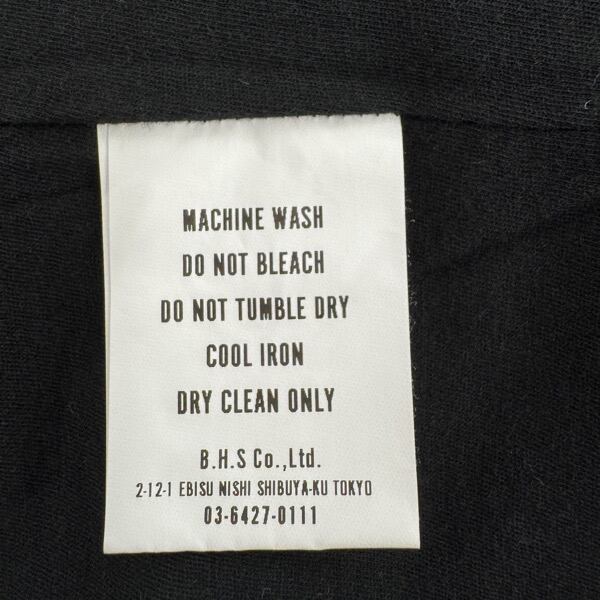 MACHINE WASH
DO NOT BLEACH
DO NOT TUMBLE DRY
COOL IRON
DRY CLEAN ONLY
B.H.S Co.,Ltd.
2-12-1 EBISU NISHI SHIBUYA-KU TOKYO
03-6427-0111